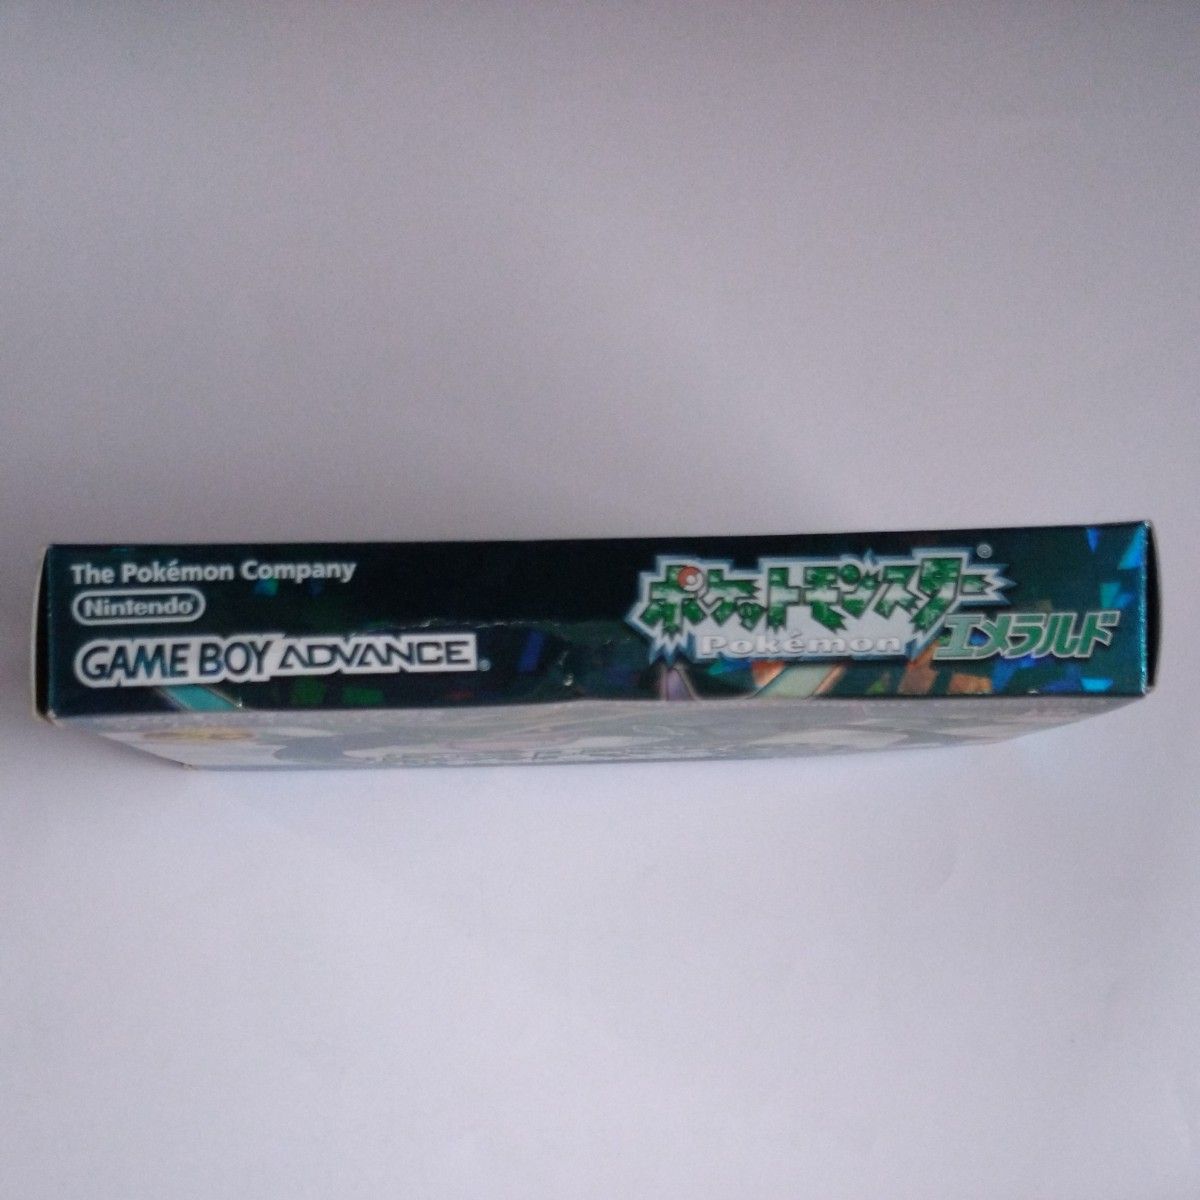 The Pokémon Company
Nintendo®
GAME BOY ADVANCE®
ポケットモンスター®
Pokémon
エメラルド